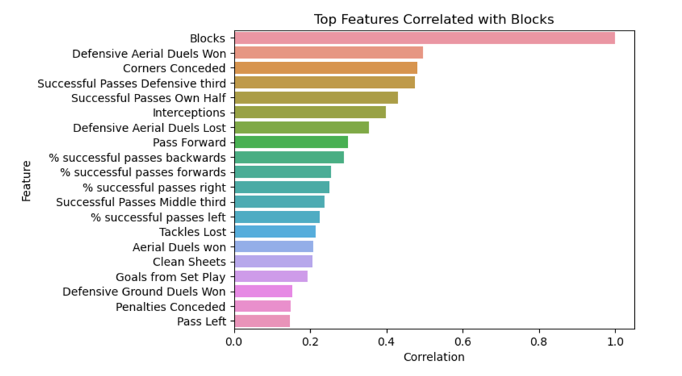 Top Features Correlated with Blocks
Blocks
Defensive Aerial Duels Won
Corners Conceded
Successful Passes Defensive third
Successful Passes Own Half
Interceptions
Defensive Aerial Duels Lost
Pass Forward
% successful passes backwards
% successful passes forwards
% successful passes right
Successful Passes Middle third
% successful passes left
Tackles Lost
Aerial Duels won
Clean Sheets
Goals from Set Play
Defensive Ground Duels Won
Penalties Conceded
Pass Left
Feature
0.0 0.2 0.4 0.6 0.8 1.0
Correlation